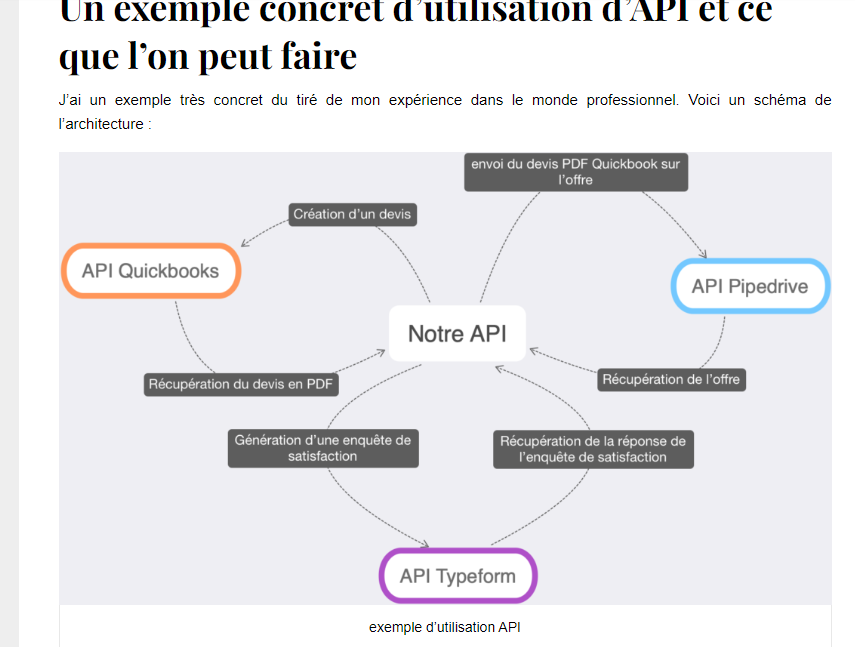 Un exemple concret d’utilisation d’API et ce
que l’on peut faire
J’ai un exemple très concret du tiré de mon expérience dans le monde professionnel. Voici un schéma de
l’architecture :
envoi du devis PDF Quickbook sur
l’offre
Création d’un devis
API Quickbooks
API Pipedrive
Notre API
Récupération du devis en PDF
Récupération de l’offre
Génération d’une enquête de
satisfaction
Récupération de la réponse de
l’enquête de satisfaction
API Typeform
exemple d’utilisation API